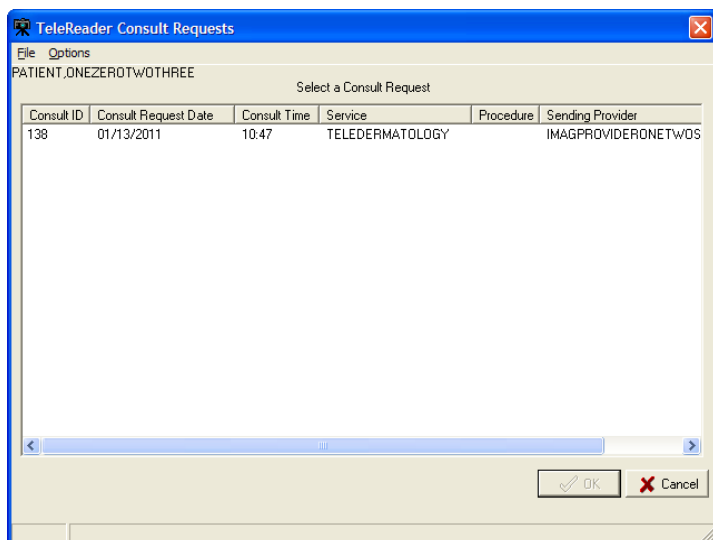 TeleReader Consult Requests
File Options
PATIENT,ONEZEROTWOTHREE
Select a Consult Request
Consult ID Consult Request Date Consult Time Service Procedure Sending Provider
138 01/13/2011 10:47 TELEDERMATOLOGY IMAGPROVIDERONETWOS
OK Cancel